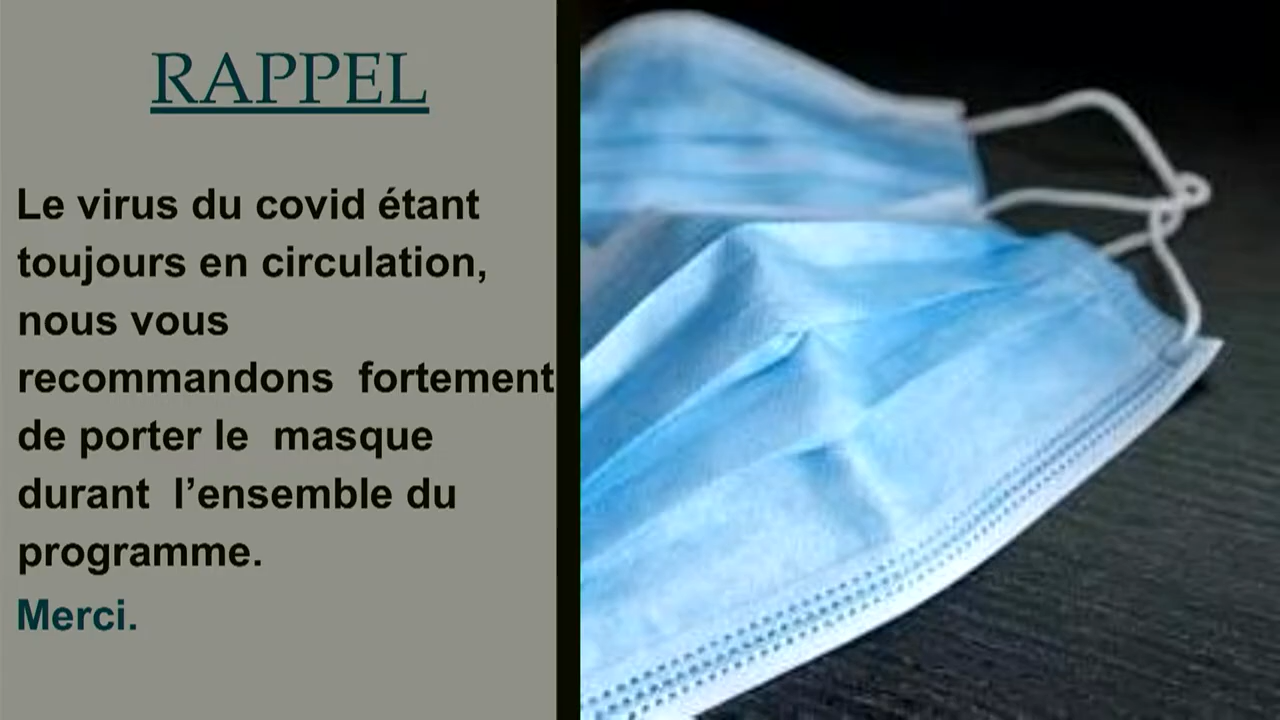 RAPPEL
Le virus du covid étant
toujours en circulation,
nous vous
recommandons fortement
de porter le masque
durant l’ensemble du
programme.
Merci.